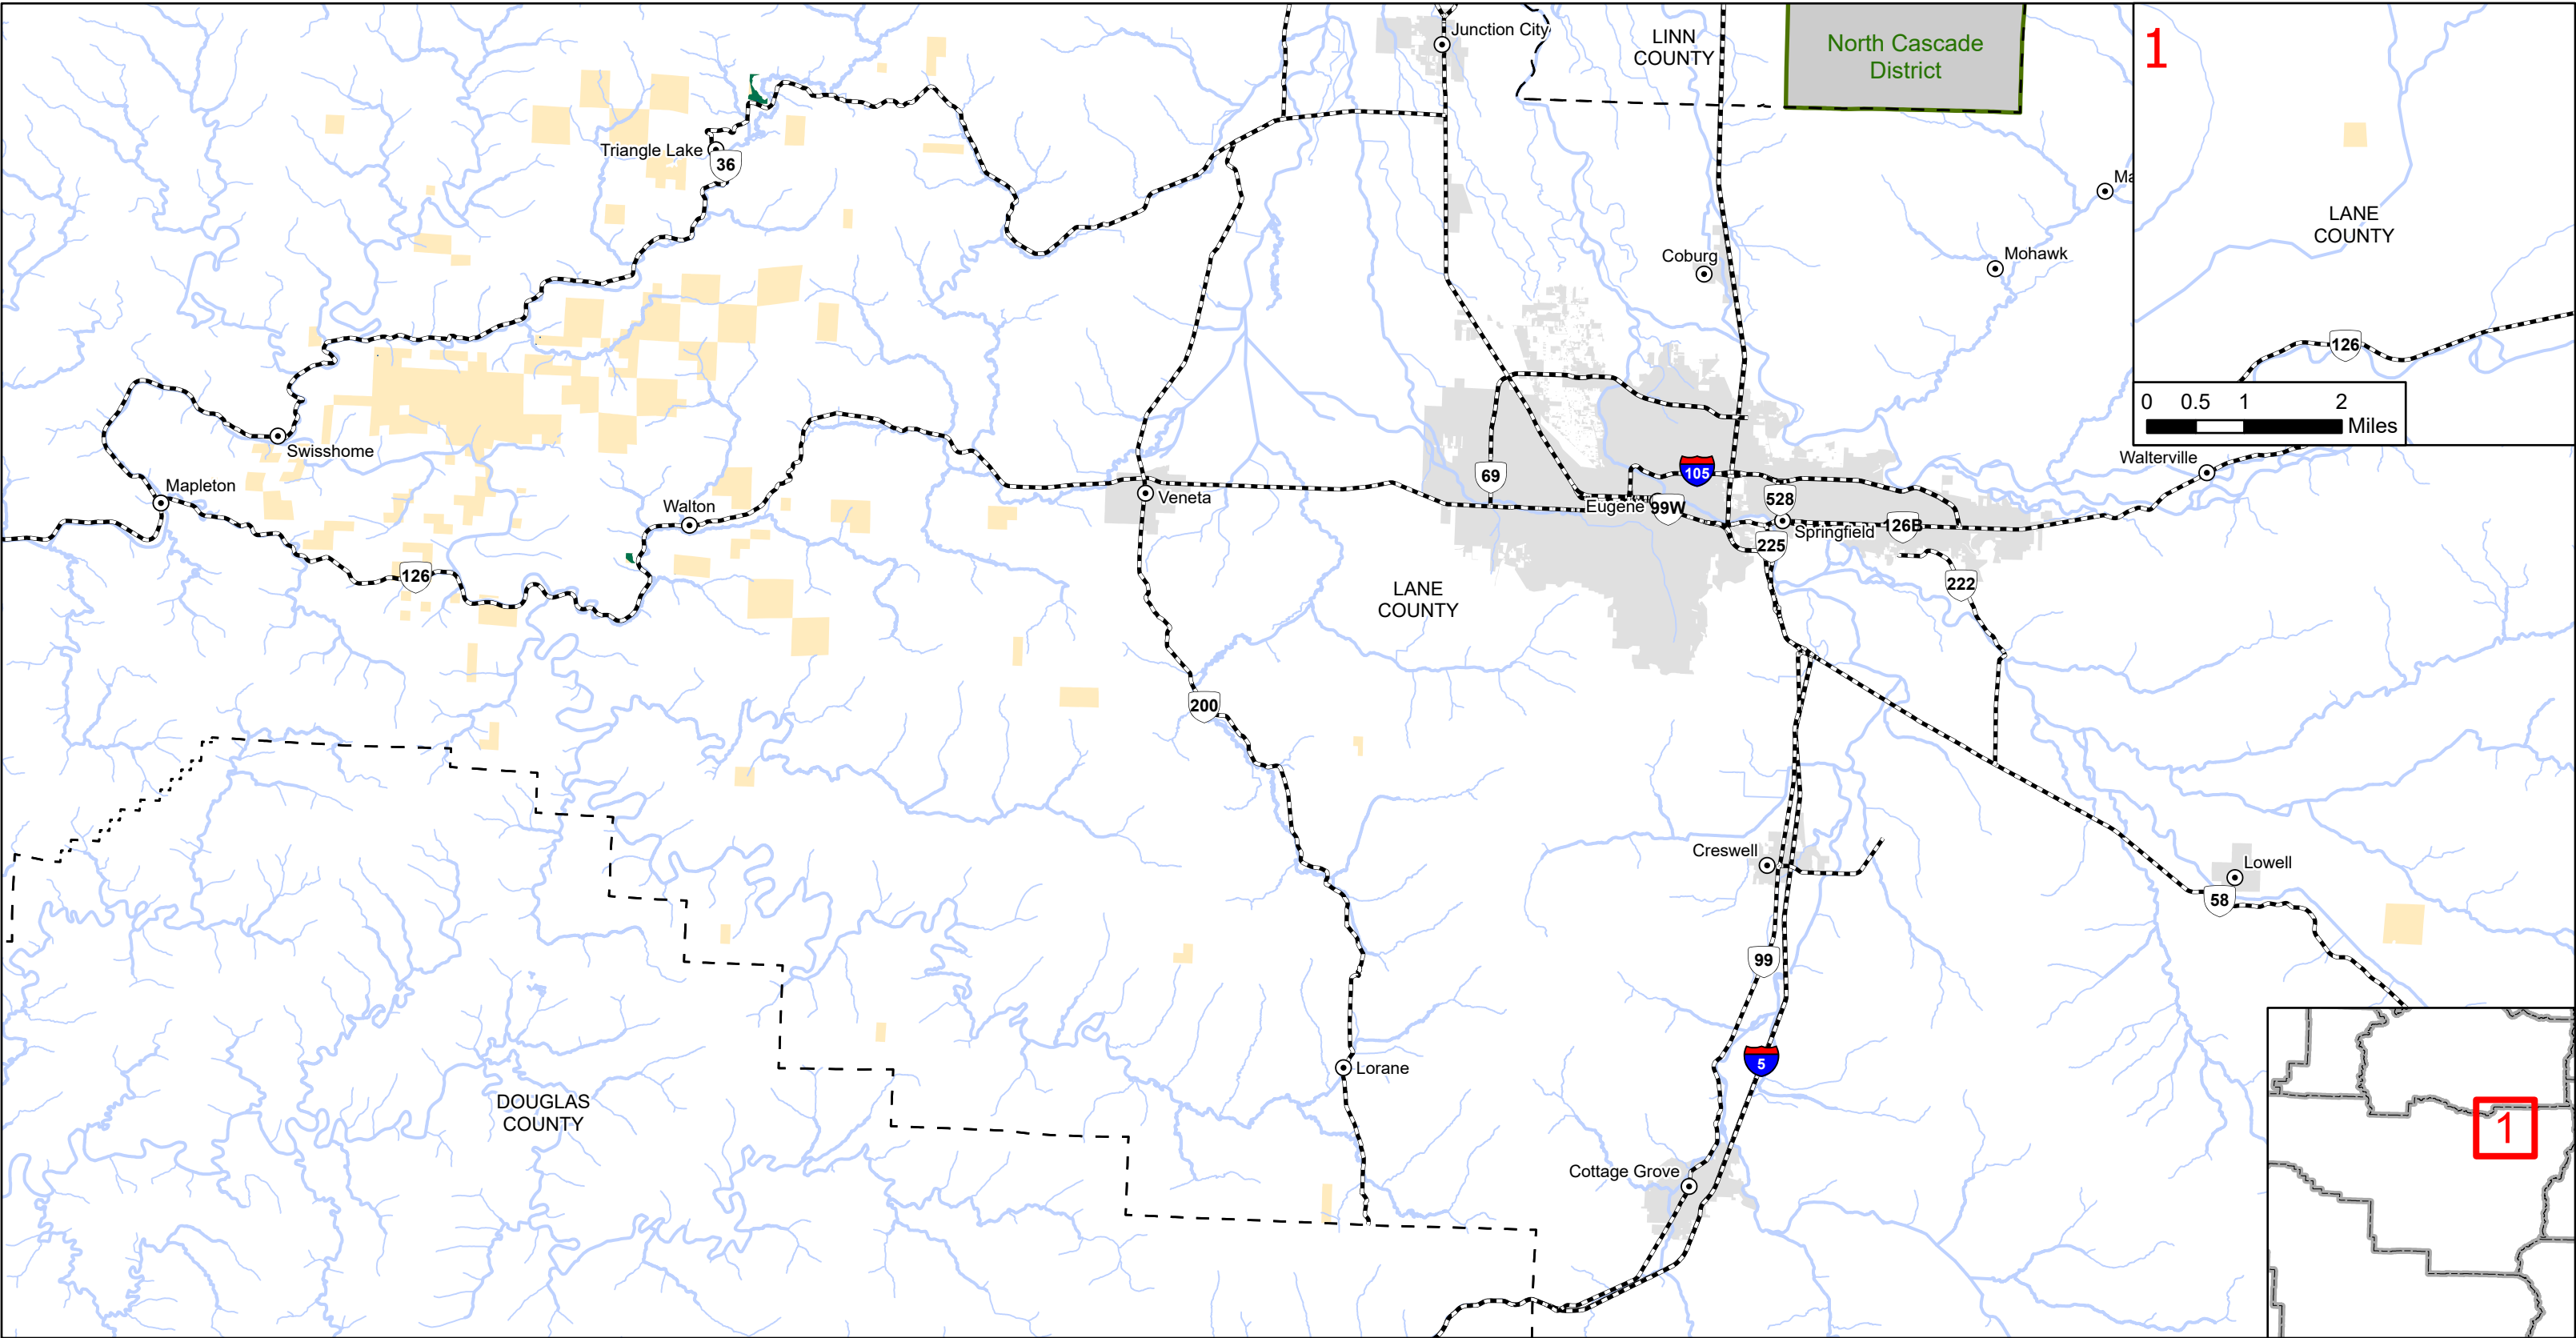 Junction City
LINN
COUNTY
North Cascade
District
1
Triangle Lake
36
Ma
LANE
COUNTY
Coburg
Mohawk
126
0 0.5 1 2
Miles
Swisshome
Mapleton
Walton
Veneta
69
105
Walterville
528
Eugene
99W
126B
Springfield
225
126
222
LANE
COUNTY
200
Creswell
Lowell
58
99
5
Lorane
DOUGLAS
COUNTY
1
Cottage Grove